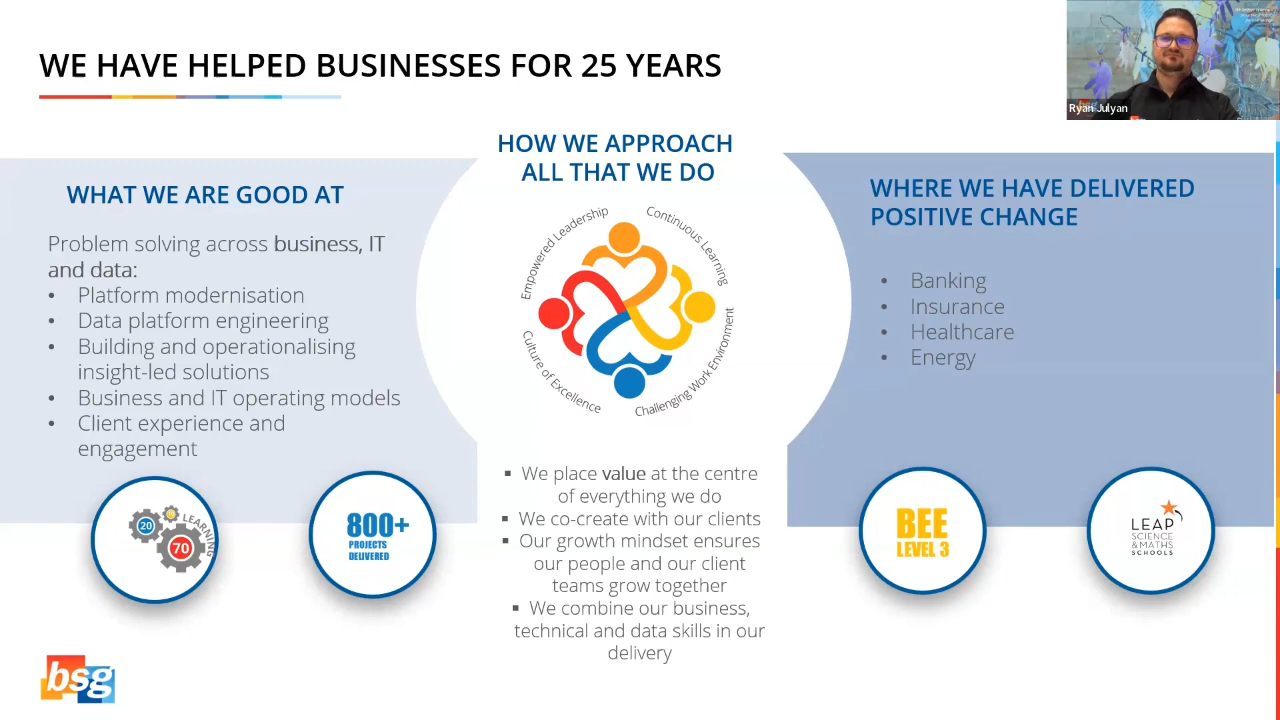 WE HAVE HELPED BUSINESSES FOR 25 YEARS
Ryan Julyan
WHAT WE ARE GOOD AT
Problem solving across business, IT
and data:
• Platform modernisation
• Data platform engineering
• Building and operationalising
insight-led solutions
• Business and IT operating models
• Client experience and
engagement
20
70
LEARNING
800+
PROJECTS
DELIVERED
HOW WE APPROACH
ALL THAT WE DO
Empowered Leadership
Continuous Learning
Culture of Excellence
Challenging Work Environment
▪ We place value at the centre
of everything we do
▪ We co-create with our clients
▪ Our growth mindset ensures
our people and our client
teams grow together
▪ We combine our business,
technical and data skills in our
delivery
WHERE WE HAVE DELIVERED
POSITIVE CHANGE
• Banking
• Insurance
• Healthcare
• Energy
BEE
LEVEL 3
LEAP
SCIENCE
& MATHS
SCHOOLS
bsg